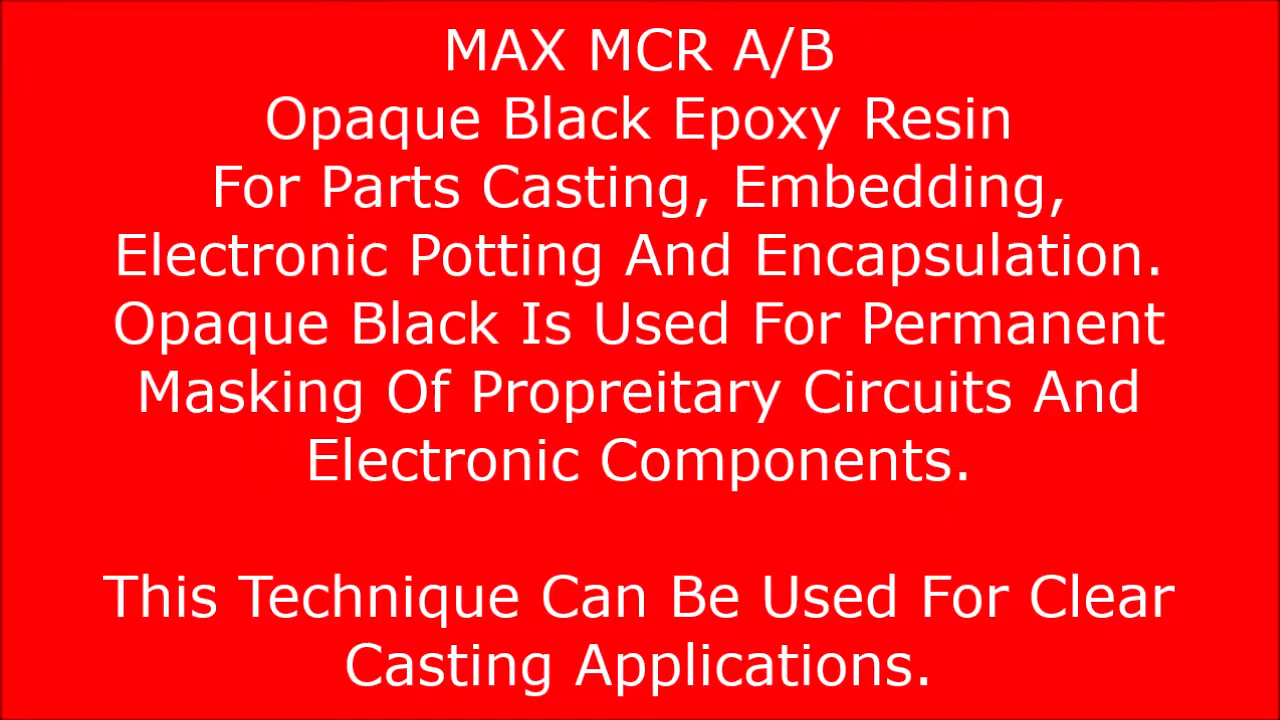 MAX MCR A/B
Opaque Black Epoxy Resin
For Parts Casting, Embedding,
Electronic Potting And Encapsulation.
Opaque Black Is Used For Permanent
Masking Of Propreitary Circuits And
Electronic Components.
This Technique Can Be Used For Clear
Casting Applications.